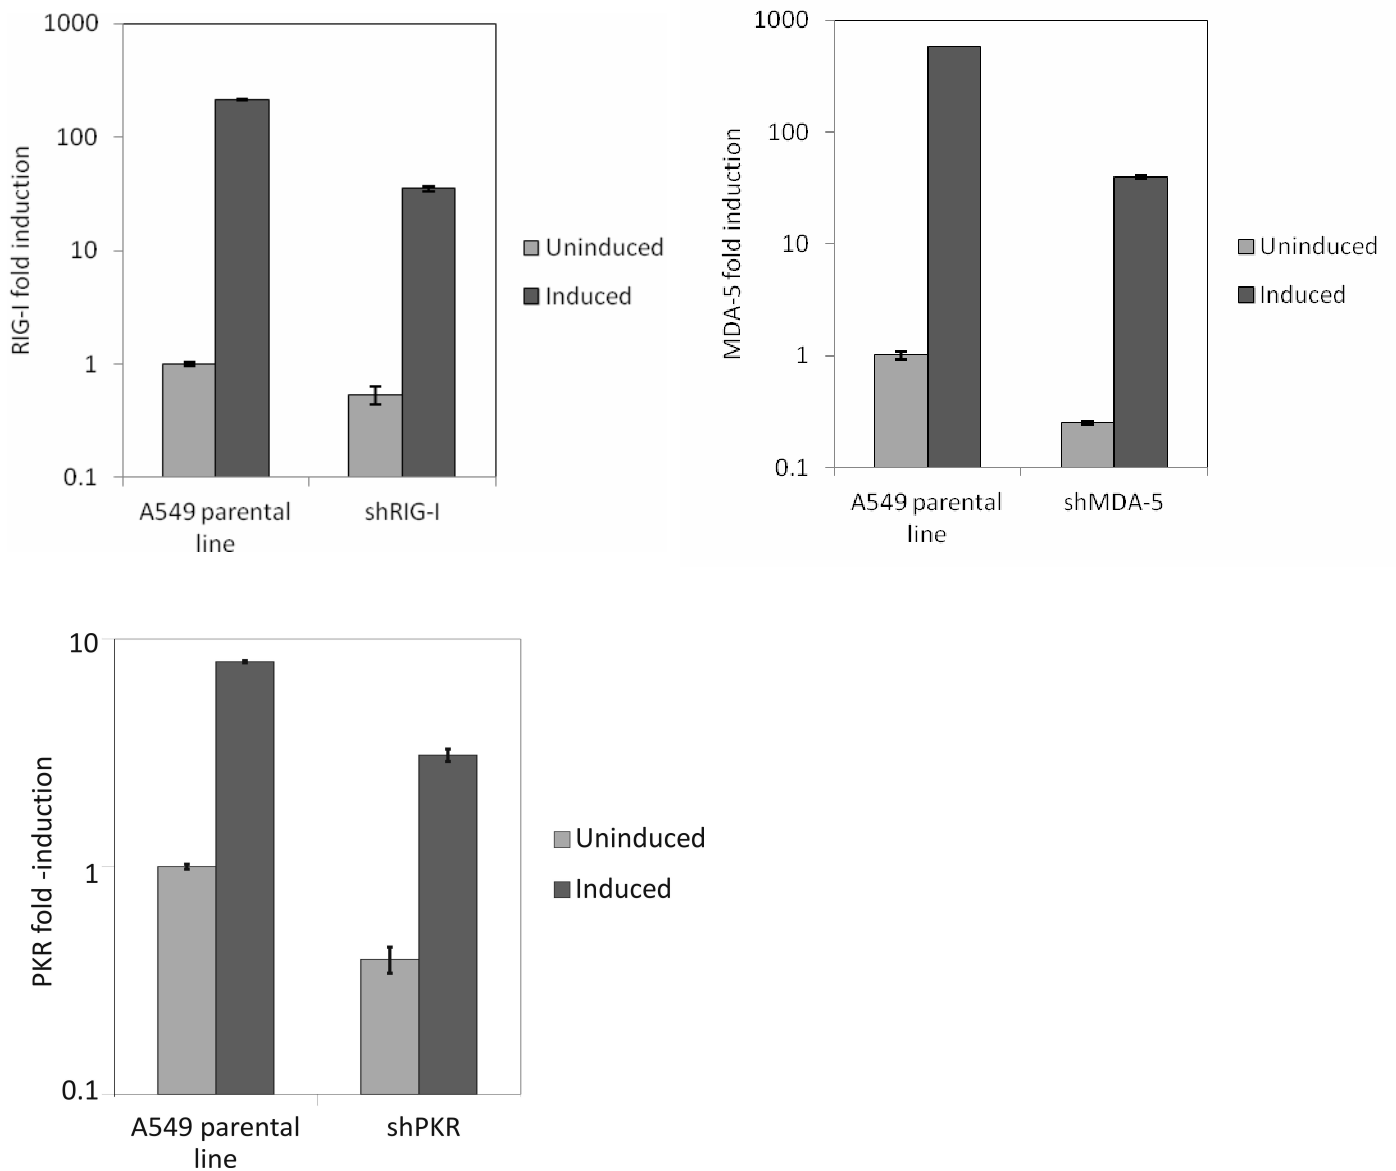 RIG-I fold induction
1000
100
10
1
0.1
A549 parental
line
shRIG-I
Uninduced
Induced
MDA-5 fold induction
1000
100
10
1
0.1
A549 parental
line
shMDA-5
Uninduced
Induced
PKR fold -induction
10
1
0.1
A549 parental
line
shPKR
Uninduced
Induced